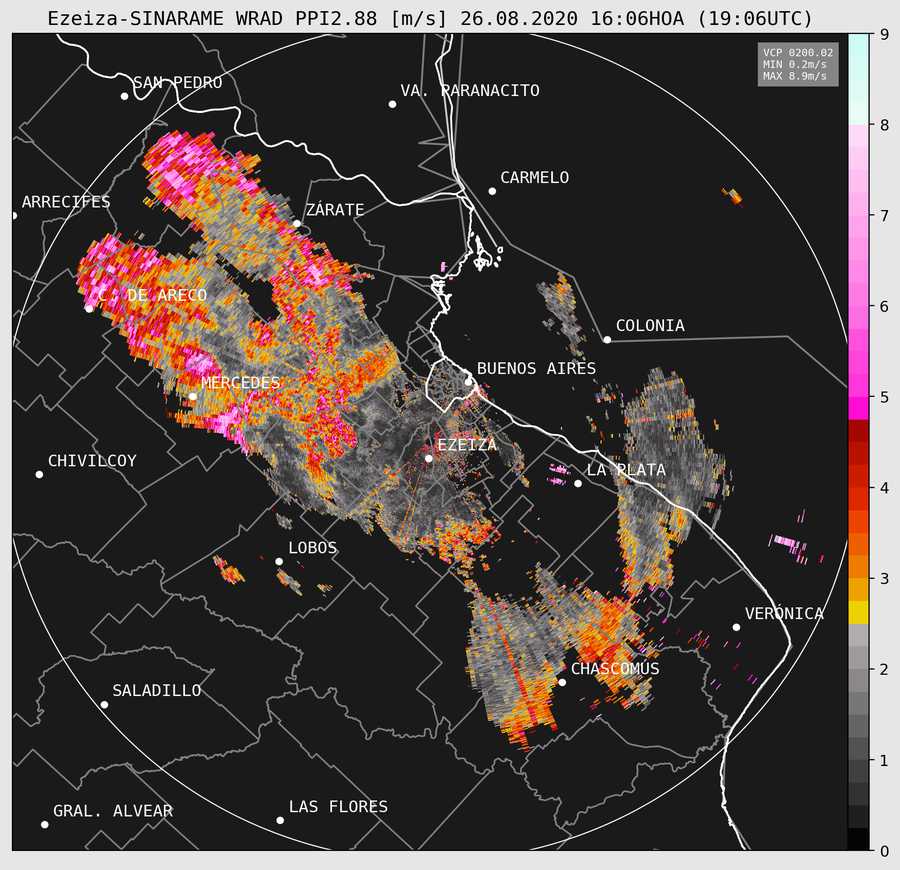 Ezeiza-SINARAME WRAD PPI2.88 [m/s] 26.08.2020 16:06HOA (19:06UTC)
VCP 0200.02
MIN 0.2m/s
MAX 8.9m/s
SAN PEDRO
VA. PARANACITO
CARMELO
ARRECIFES
ZÁRATE
C. DE ARECO
COLONIA
BUENOS AIRES
MERCEDES
EZEIZA
CHIVILCOY
LA PLATA
LOBOS
VERÓNICA
CHASCOMÚS
SALADILLO
LAS FLORES
GRAL. ALVEAR
9
8
7
6
5
4
3
2
1
0